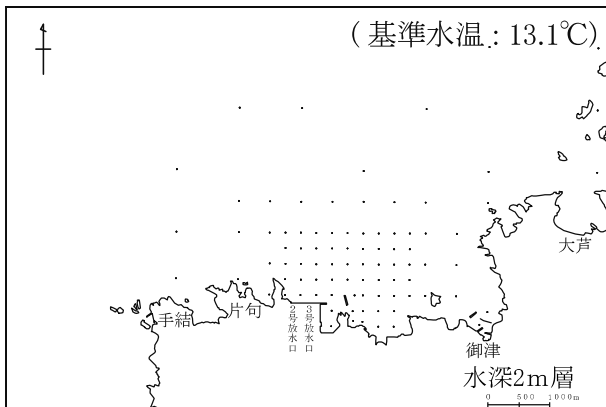 (基準水温：13.1℃)
大芦
片句
手結
2号放水口
3号放水口
御津
水深2m層
0 500 1000m